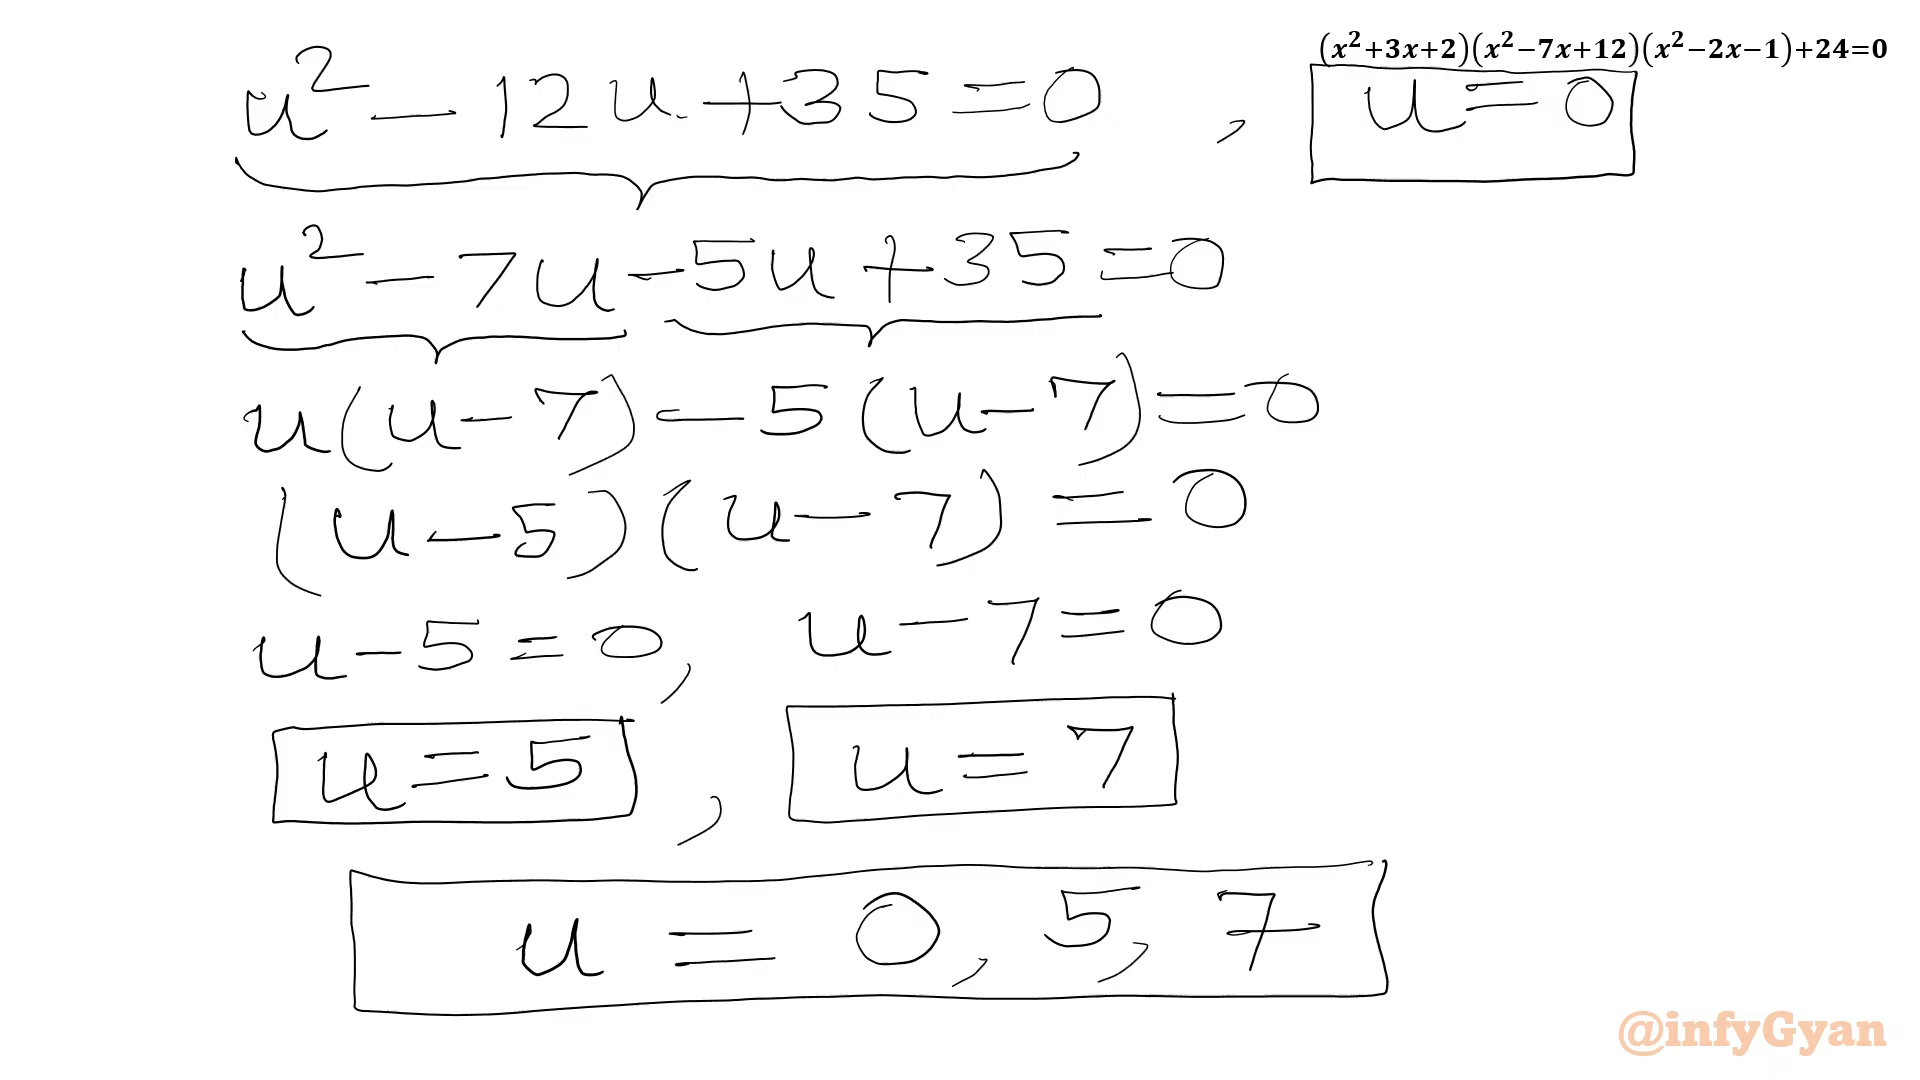 (x²+3x+2)(x²−7x+12)(x²−2x−1)+24=0
u² − 12u + 35 = 0 , u = 0
u² − 7u − 5u + 35 = 0
u(u − 7) − 5(u − 7) = 0
(u − 5)(u − 7) = 0
u − 5 = 0, u − 7 = 0
u = 5 , u = 7
u = 0, 5, 7
@infyGyan